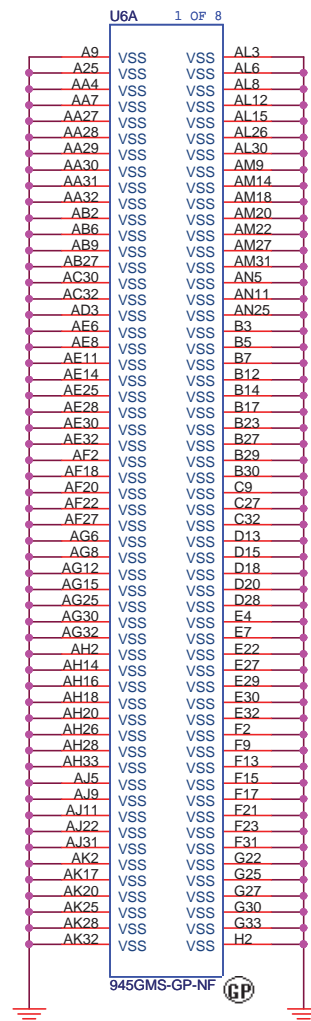 U6A 1 OF 8
A9 VSS VSS AL3
A25 VSS VSS AL6
AA4 VSS VSS AL8
AA7 VSS VSS AL12
AA27 VSS VSS AL15
AA28 VSS VSS AL26
AA29 VSS VSS AL30
AA30 VSS VSS AM9
AA31 VSS VSS AM14
AA32 VSS VSS AM18
AB2 VSS VSS AM20
AB6 VSS VSS AM22
AB9 VSS VSS AM27
AB27 VSS VSS AM31
AC30 VSS VSS AN5
AC32 VSS VSS AN11
AD3 VSS VSS AN25
AE6 VSS VSS B3
AE8 VSS VSS B5
AE11 VSS VSS B7
AE14 VSS VSS B12
AE25 VSS VSS B14
AE28 VSS VSS B17
AE30 VSS VSS B23
AE32 VSS VSS B27
AF2 VSS VSS B29
AF18 VSS VSS B30
AF20 VSS VSS C9
AF22 VSS VSS C27
AF27 VSS VSS C32
AG6 VSS VSS D13
AG8 VSS VSS D15
AG12 VSS VSS D18
AG15 VSS VSS D20
AG25 VSS VSS D28
AG30 VSS VSS E4
AG32 VSS VSS E7
AH2 VSS VSS E22
AH14 VSS VSS E27
AH16 VSS VSS E29
AH18 VSS VSS E30
AH20 VSS VSS E32
AH26 VSS VSS F2
AH28 VSS VSS F9
AH33 VSS VSS F13
AJ5 VSS VSS F15
AJ9 VSS VSS F17
AJ11 VSS VSS F21
AJ22 VSS VSS F23
AJ31 VSS VSS F31
AK2 VSS VSS G22
AK17 VSS VSS G25
AK20 VSS VSS G27
AK25 VSS VSS G30
AK28 VSS VSS G33
AK32 VSS VSS H2
945GMS-GP-NF GP